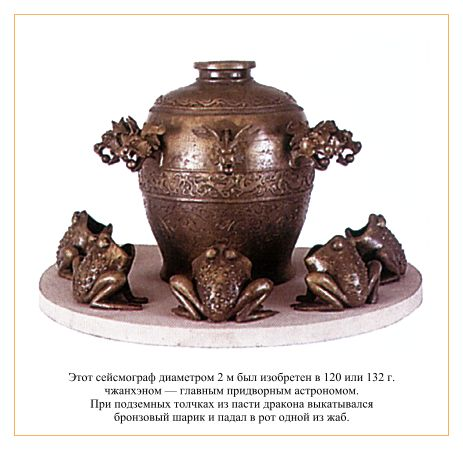 Этот сейсмограф диаметром 2 м был изобретен в 120 или 132 г.
чжанхэном — главным придворным астрономом.
При подземных толчках из пасти дракона выкатывался
бронзовый шарик и падал в рот одной из жаб.